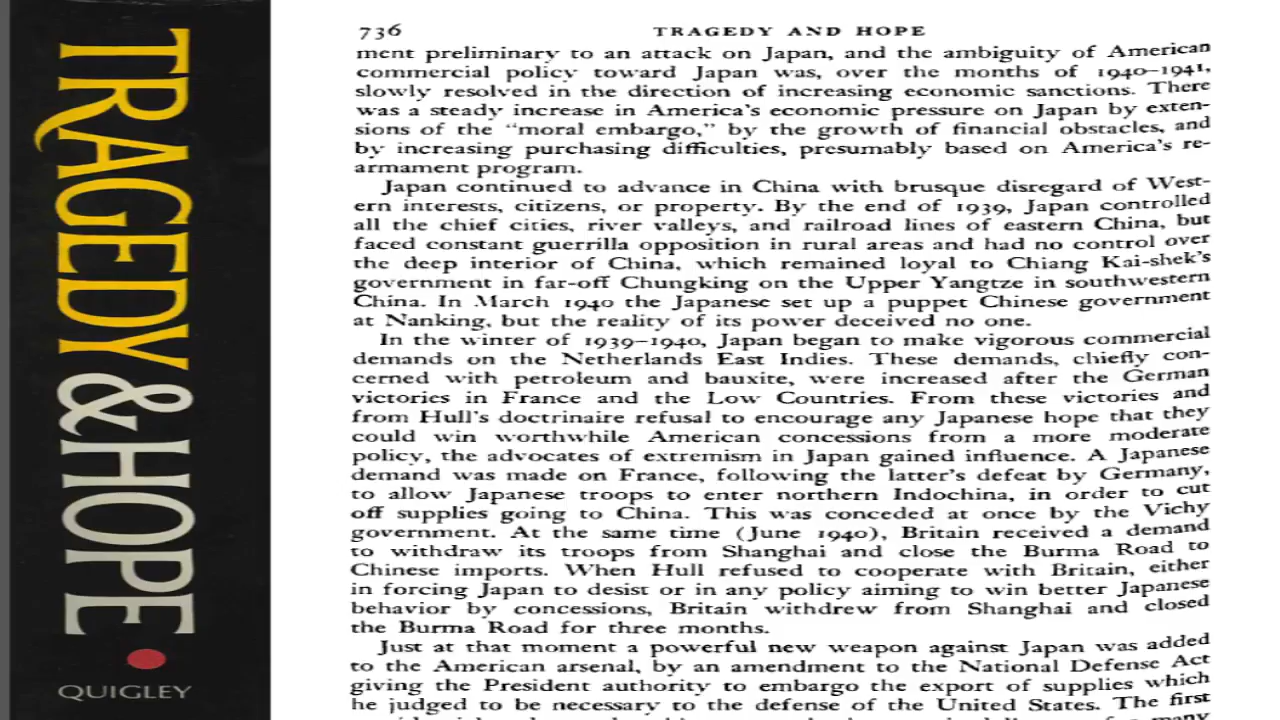 TRAGEDY & HOPE
QUIGLEY
736 TRAGEDY AND HOPE
ment preliminary to an attack on Japan, and the ambiguity of American
commercial policy toward Japan was, over the months of 1940–1941,
slowly resolved in the direction of increasing economic sanctions. There
was a steady increase in America's economic pressure on Japan by exten-
sions of the "moral embargo," by the growth of financial obstacles, and
by increasing purchasing difficulties, presumably based on America's re-
armament program.
Japan continued to advance in China with brusque disregard of West-
ern interests, citizens, or property. By the end of 1939, Japan controlled
all the chief cities, river valleys, and railroad lines of eastern China, but
faced constant guerrilla opposition in rural areas and had no control over
the deep interior of China, which remained loyal to Chiang Kai-shek's
government in far-off Chungking on the Upper Yangtze in southwestern
China. In March 1940 the Japanese set up a puppet Chinese government
at Nanking, but the reality of its power deceived no one.
In the winter of 1939–1940, Japan began to make vigorous commercial
demands on the Netherlands East Indies. These demands, chiefly con-
cerned with petroleum and bauxite, were increased after the German
victories in France and the Low Countries. From these victories and
from Hull's doctrinaire refusal to encourage any Japanese hope that they
could win worthwhile American concessions from a more moderate
policy, the advocates of extremism in Japan gained influence. A Japanese
demand was made on France, following the latter's defeat by Germany,
to allow Japanese troops to enter northern Indochina, in order to cut
off supplies going to China. This was conceded at once by the Vichy
government. At the same time (June 1940), Britain received a demand
to withdraw its troops from Shanghai and close the Burma Road to
Chinese imports. When Hull refused to cooperate with Britain, either
in forcing Japan to desist or in any policy aiming to win better Japanese
behavior by concessions, Britain withdrew from Shanghai and closed
the Burma Road for three months.
Just at that moment a powerful new weapon against Japan was added
to the American arsenal, by an amendment to the National Defense Act
giving the President authority to embargo the export of supplies which
he judged to be necessary to the defense of the United States. The first